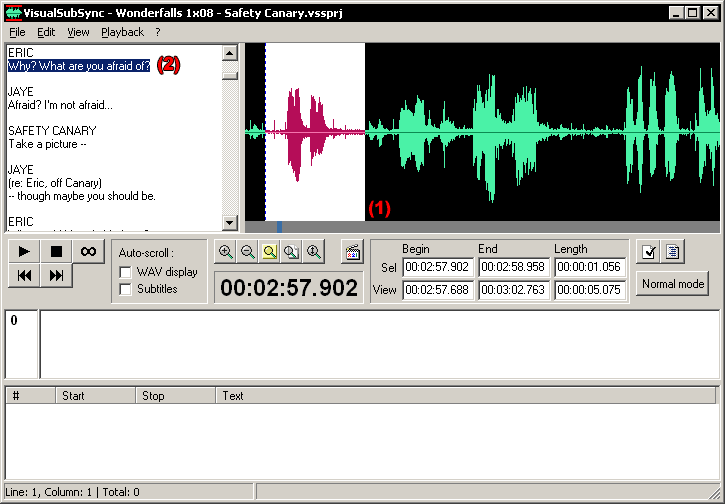 VisualSubSync - Wonderfalls 1x08 - Safety Canary.vssprj
File Edit View Playback ?
ERIC
Why? What are you afraid of? (2)
JAYE
Afraid? I'm not afraid...
SAFETY CANARY
Take a picture --
JAYE
(re: Eric, off Canary)
-- though maybe you should be.
ERIC
(1)
Auto-scroll :
WAV display
Subtitles
00:02:57.902
Begin End Length
Sel 00:02:57.902 00:02:58.958 00:00:01.056
View 00:02:57.688 00:03:02.763 00:00:05.075
Normal mode
0
# Start Stop Text
Line: 1, Column: 1 | Total: 0